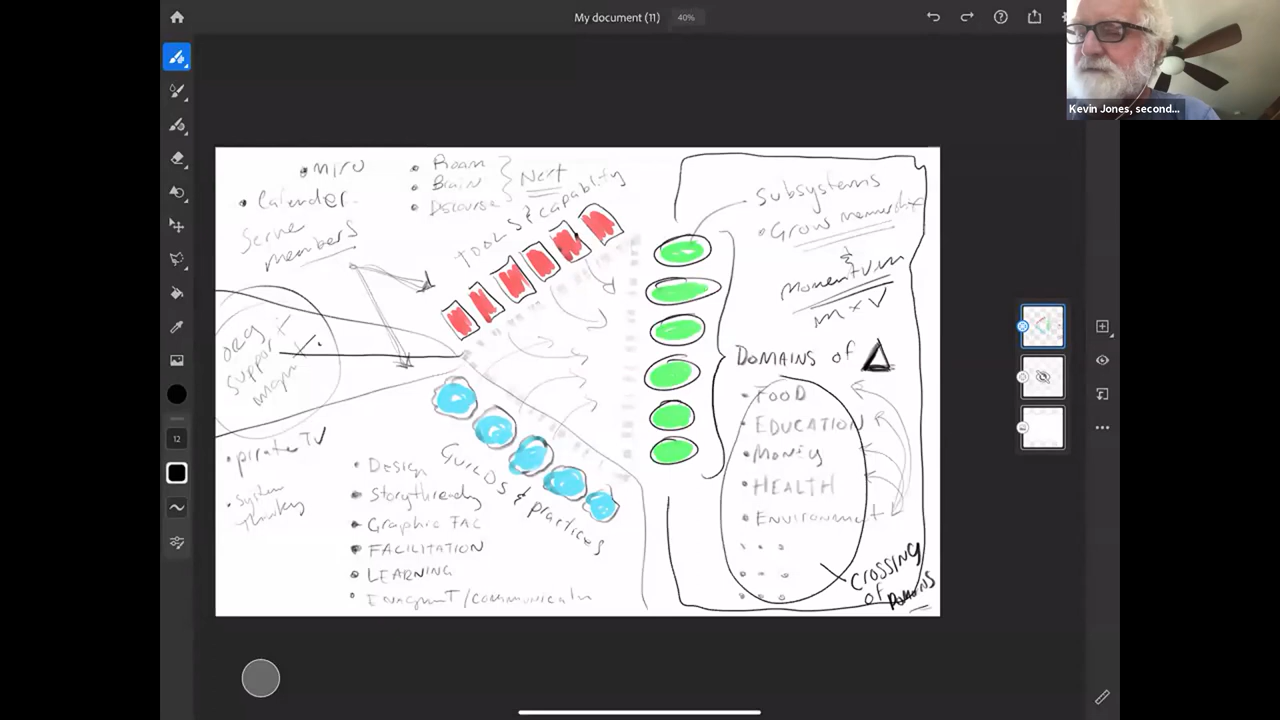 My document (11)
40%
Kevin Jones, second...
• Miro
• Calender
Serve
members
• Roam
• Brain
• Discourse
Next
TOOLS & capablity
Subsystems
• Grow membership
&
momentum
m x v
ORG
support
DOMAINS OF Δ
• FOOD
• EDUCATION
• Money
• HEALTH
• ENVIRONMENT
CROSSING
OF DOMAINS
GUILDS & practices
• pirate TV
• System
• Design
• Storythreading
• Graphic FAC
• FACILITATION
• LEARNING
12